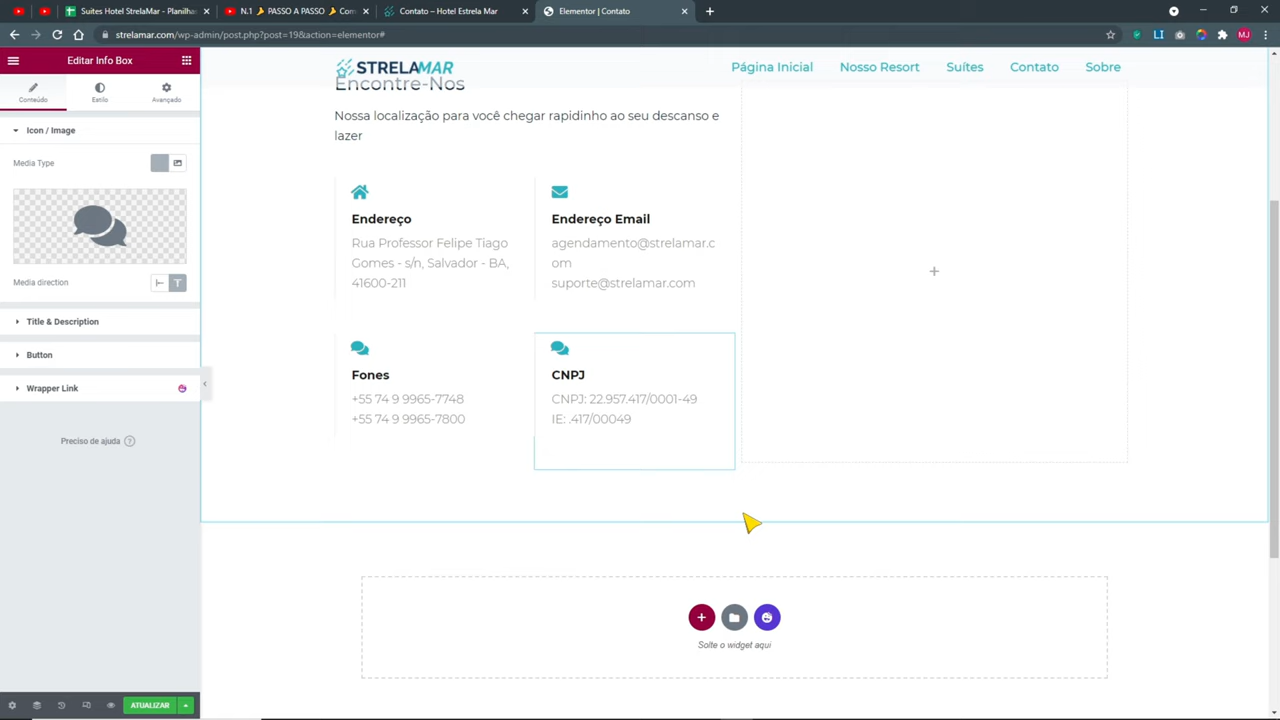 Suites Hotel StrelaMar - Planilha
N.1 PASSO A PASSO Con
Contato – Hotel Estrela Mar
Elementor | Contato
strelamar.com/wp-admin/post.php?post=19&action=elementor#
MJ
Editar Info Box
Conteúdo
Estilo
Avançado
Icon / Image
Media Type
Media direction
Title & Description
Button
Wrapper Link
Preciso de ajuda ?
ATUALIZAR
STRELAMAR
Página Inicial
Nosso Resort
Suítes
Contato
Sobre
Encontre-Nos
Nossa localização para você chegar rapidinho ao seu descanso e
lazer
Endereço
Rua Professor Felipe Tiago
Gomes - s/n, Salvador - BA,
41600-211
Endereço Email
agendamento@strelamar.c
om
suporte@strelamar.com
Fones
+55 74 9 9965-7748
+55 74 9 9965-7800
CNPJ
CNPJ: 22.957.417/0001-49
IE: .417/00049
Solte o widget aqui